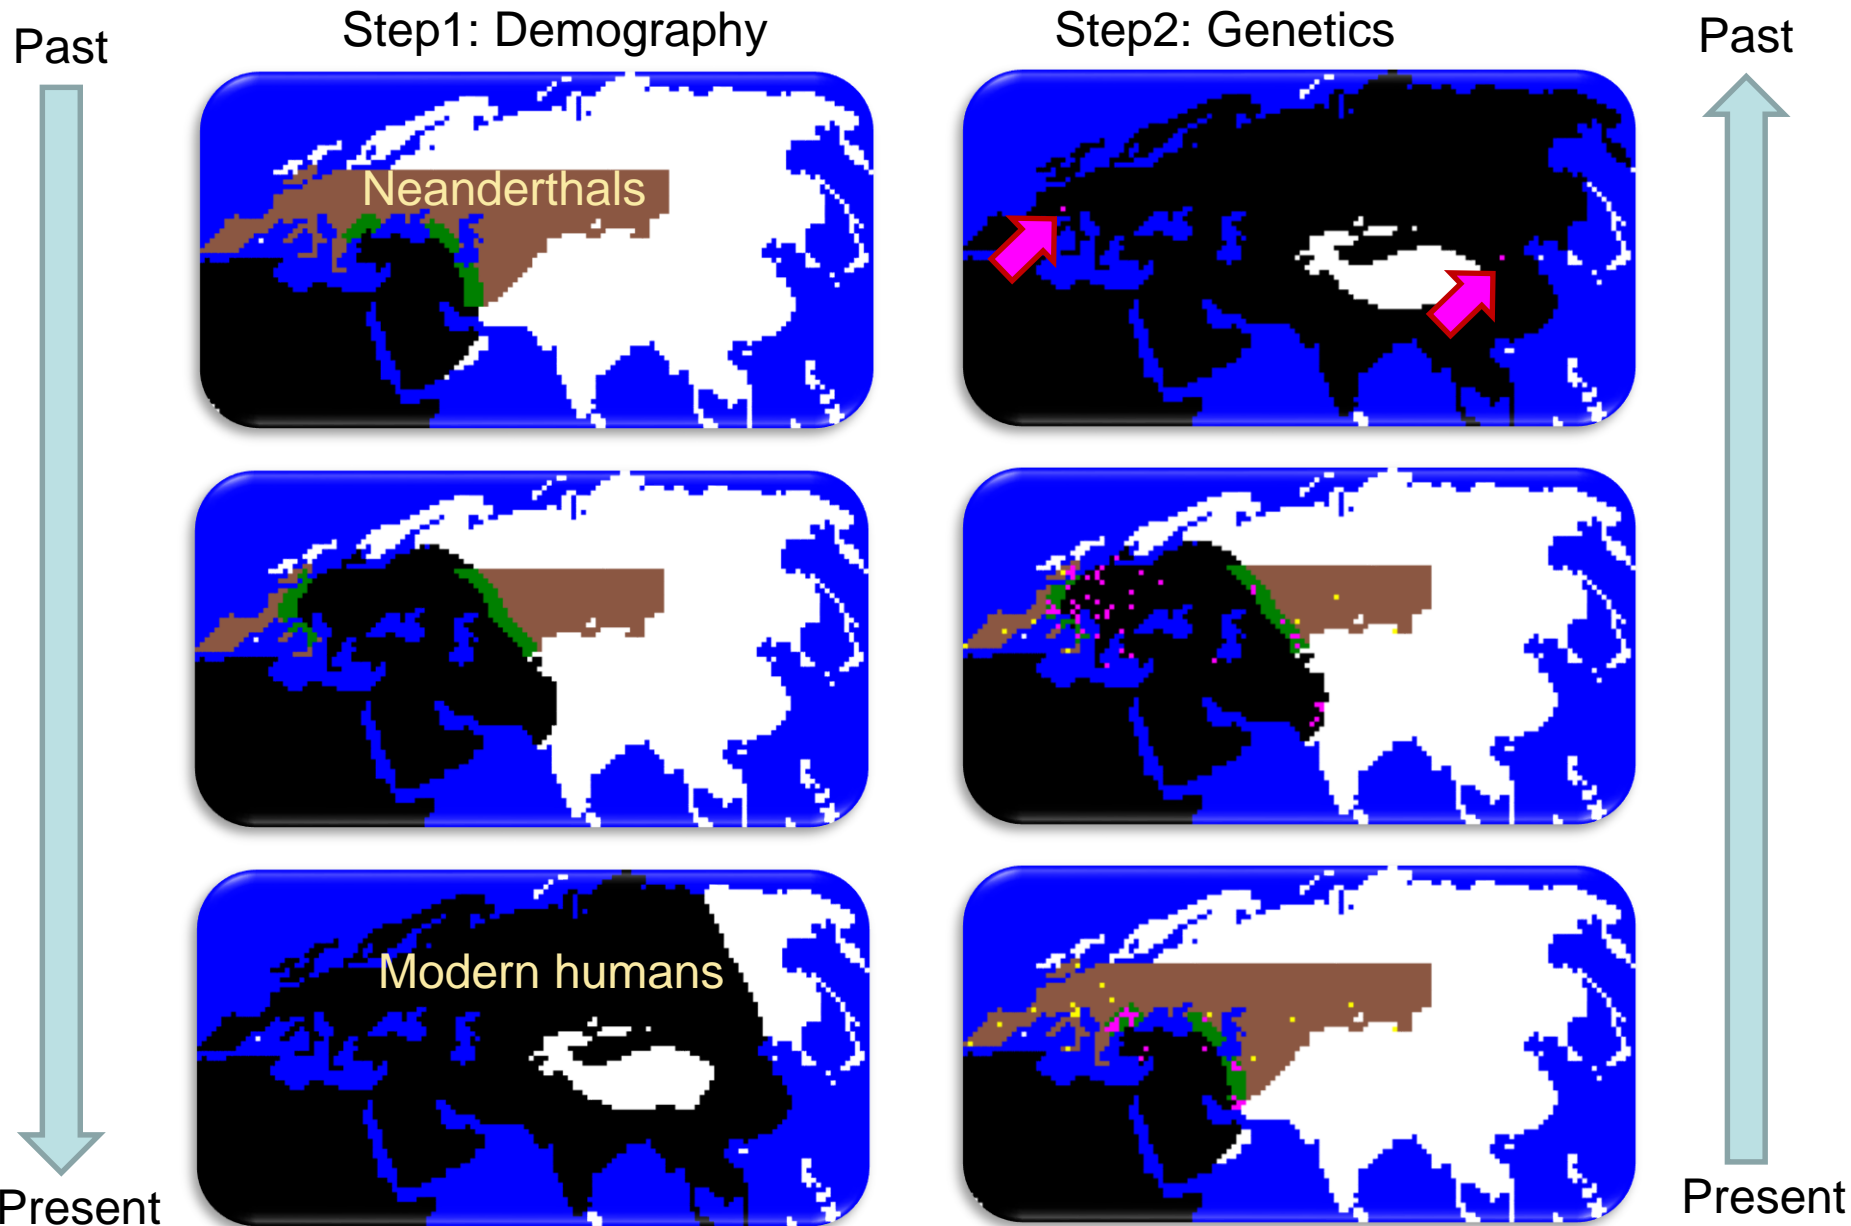 Past
Step1: Demography
Step2: Genetics
Past
Neanderthals
Modern humans
Present
Present